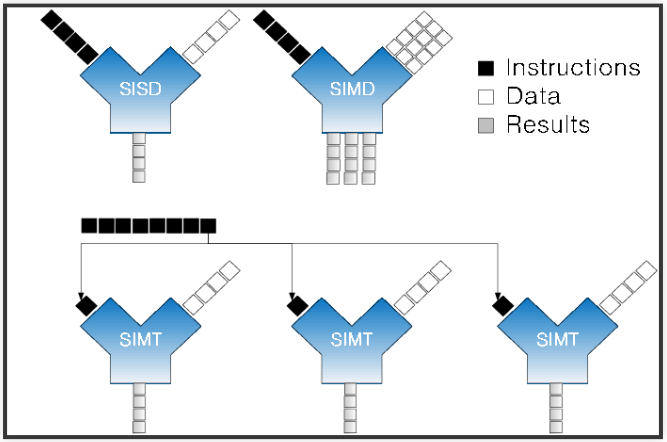 SISD
SIMD
Instructions
Data
Results
SIMT
SIMT
SIMT